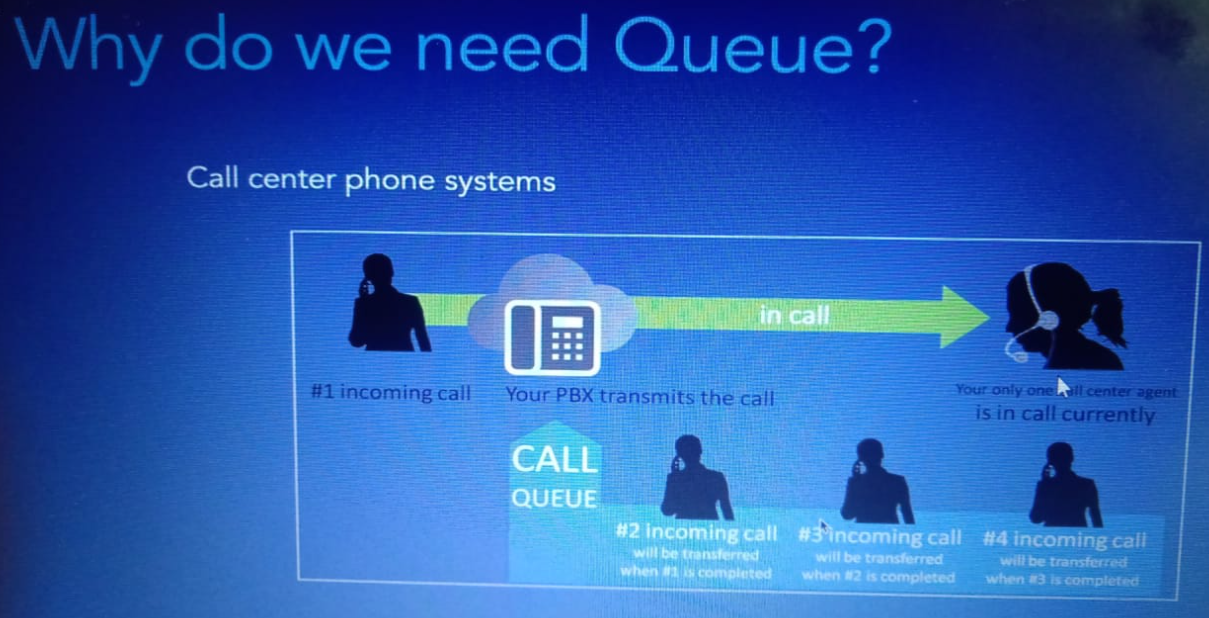 Why do we need Queue?
Call center phone systems
in call
#1 incoming call
Your PBX transmits the call
Your only one call center agent
is in call currently
CALL
QUEUE
#2 incoming call
will be transferred
when #1 is completed
#3 incoming call
will be transferred
when #2 is completed
#4 incoming call
will be transferred
when #3 is completed